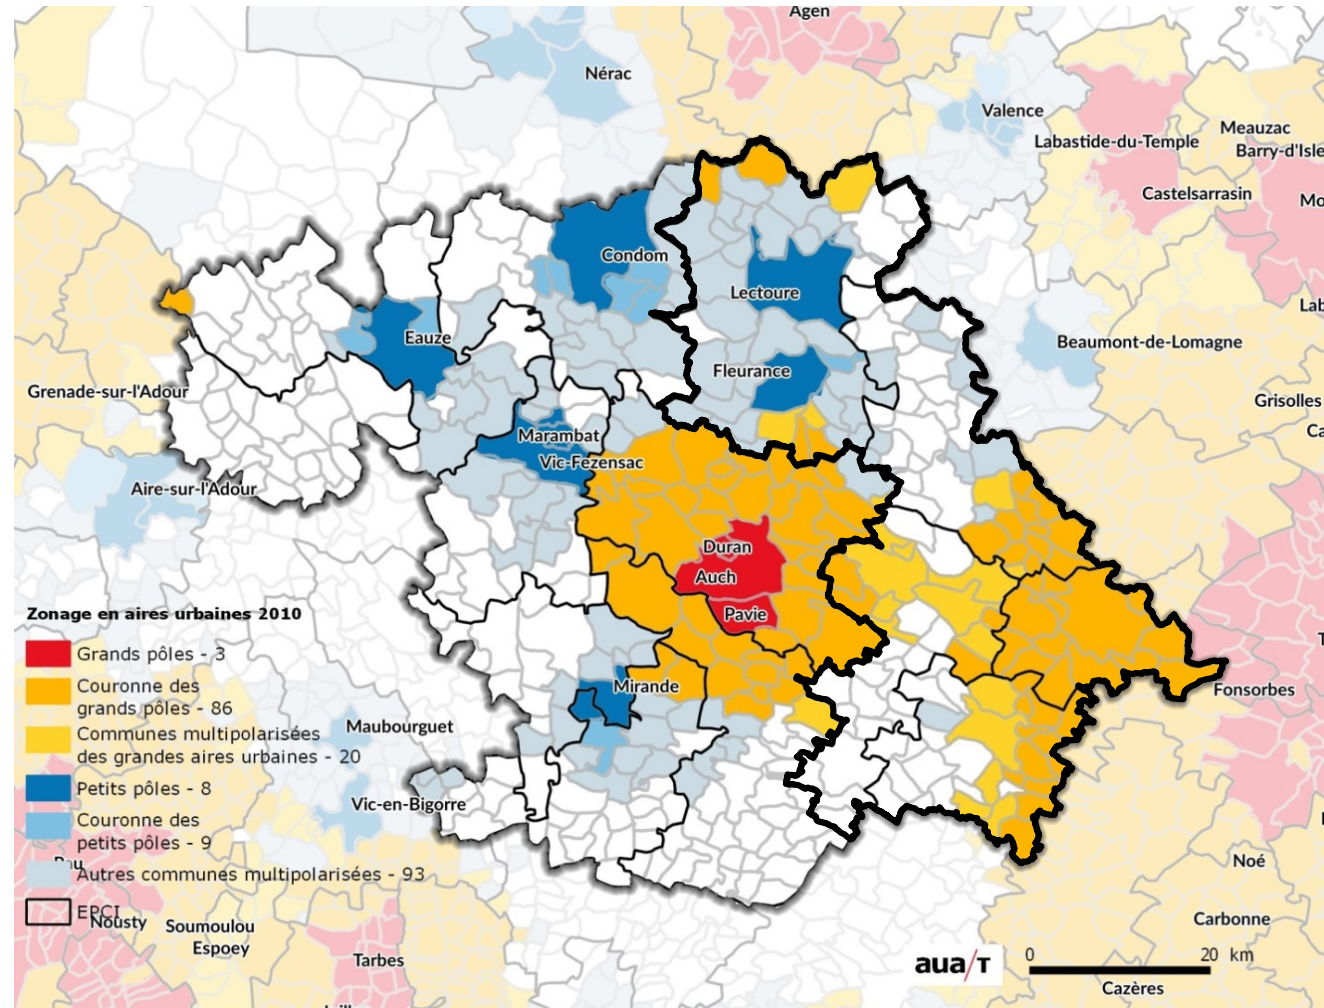 Agen
Nérac
Valence
Labastide-du-Temple
Meauzac
Barry-d'Isle
Castelsarrasin
Mo
Condom
Lectoure
Lab
Eauze
Beaumont-de-Lomagne
Fleurance
Grenade-sur-l'Adour
Grisolles
Marambat
Ca
Vic-Fezensac
Aire-sur-l'Adour
Duran
Auch
Pavie
Zonage en aires urbaines 2010
Grands pôles - 3
Couronne des
grands pôles - 86
Communes multipolarisées
des grandes aires urbaines - 20
Petits pôles - 8
Couronne des
petits pôles - 9
Autres communes multipolarisées - 93
EPCI
Mirande
Fonsorbes
Maubourguet
Vic-en-Bigorre
Pau
Nousty
Soumoulou
Espoey
Tarbes
Noé
Carbonne
Cazères
aua/T
0 20 km